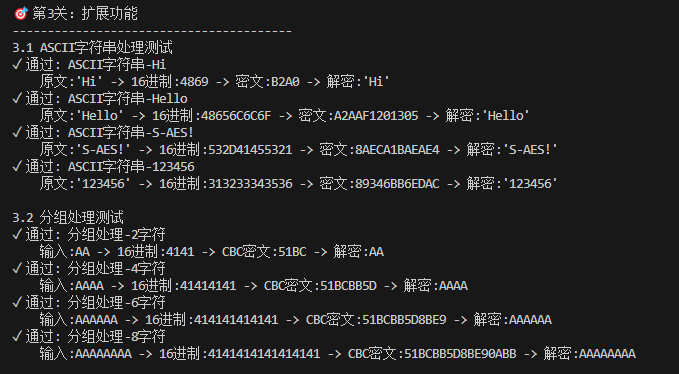 🎯 第3关：扩展功能
----------------------------------------
3.1 ASCII字符串处理测试
✓ 通过: ASCII字符串-Hi
原文:'Hi' -> 16进制:4869 -> 密文:B2A0 -> 解密:'Hi'
✓ 通过: ASCII字符串-Hello
原文:'Hello' -> 16进制:48656C6C6F -> 密文:A2AAF1201305 -> 解密:'Hello'
✓ 通过: ASCII字符串-S-AES!
原文:'S-AES!' -> 16进制:532D41455321 -> 密文:8AECA1BAEAE4 -> 解密:'S-AES!'
✓ 通过: ASCII字符串-123456
原文:'123456' -> 16进制:313233343536 -> 密文:89346BB6EDAC -> 解密:'123456'
3.2 分组处理测试
✓ 通过: 分组处理-2字符
输入:AA -> 16进制:4141 -> CBC密文:51BC -> 解密:AA
✓ 通过: 分组处理-4字符
输入:AAAA -> 16进制:41414141 -> CBC密文:51BCBB5D -> 解密:AAAA
✓ 通过: 分组处理-6字符
输入:AAAAAA -> 16进制:414141414141 -> CBC密文:51BCBB5D8BE9 -> 解密:AAAAAA
✓ 通过: 分组处理-8字符
输入:AAAAAAAA -> 16进制:4141414141414141 -> CBC密文:51BCBB5D8BE90ABB -> 解密:AAAAAAAA